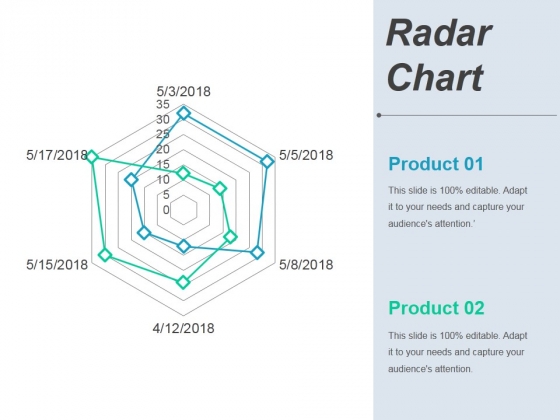 Radar
Chart
5/3/2018
35
30
25
20
15
10
5
0
5/5/2018
5/8/2018
4/12/2018
5/15/2018
5/17/2018
Product 01
This slide is 100% editable. Adapt
it to your needs and capture your
audience's attention.'
Product 02
This slide is 100% editable. Adapt
it to your needs and capture your
audience's attention.